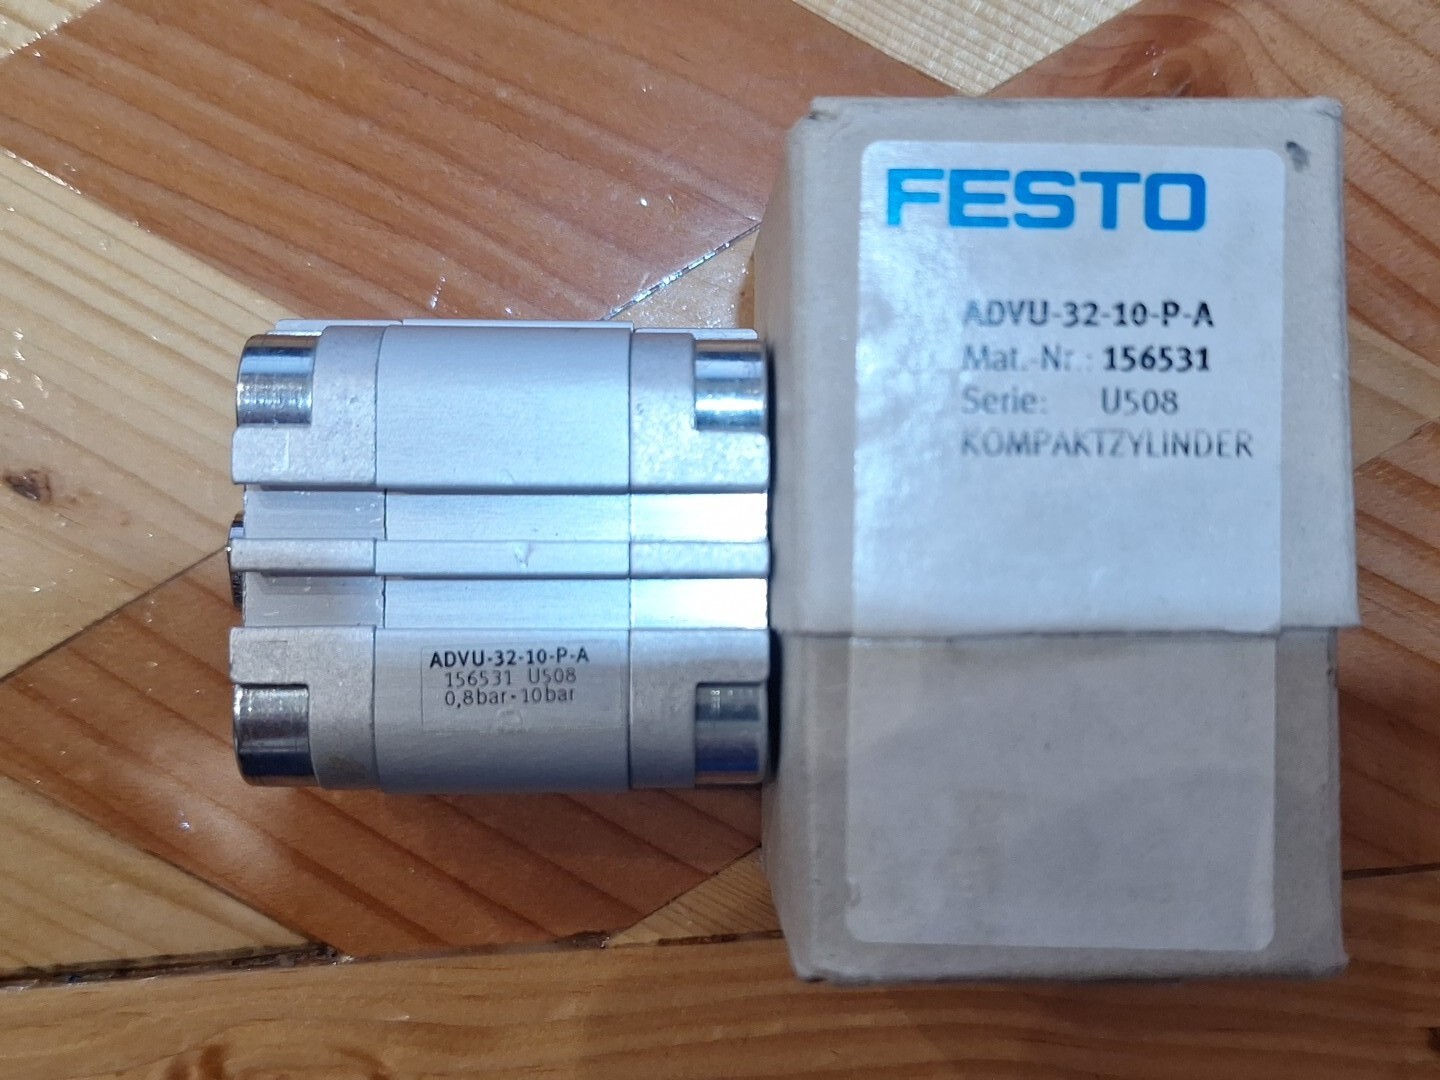 FESTO
ADVU-32-10-P-A
Mat.-Nr.: 156531
Serie: U508
KOMPAKTZYLINDER
ADVU-32-10-P-A
156531 U508
0,8bar-10bar